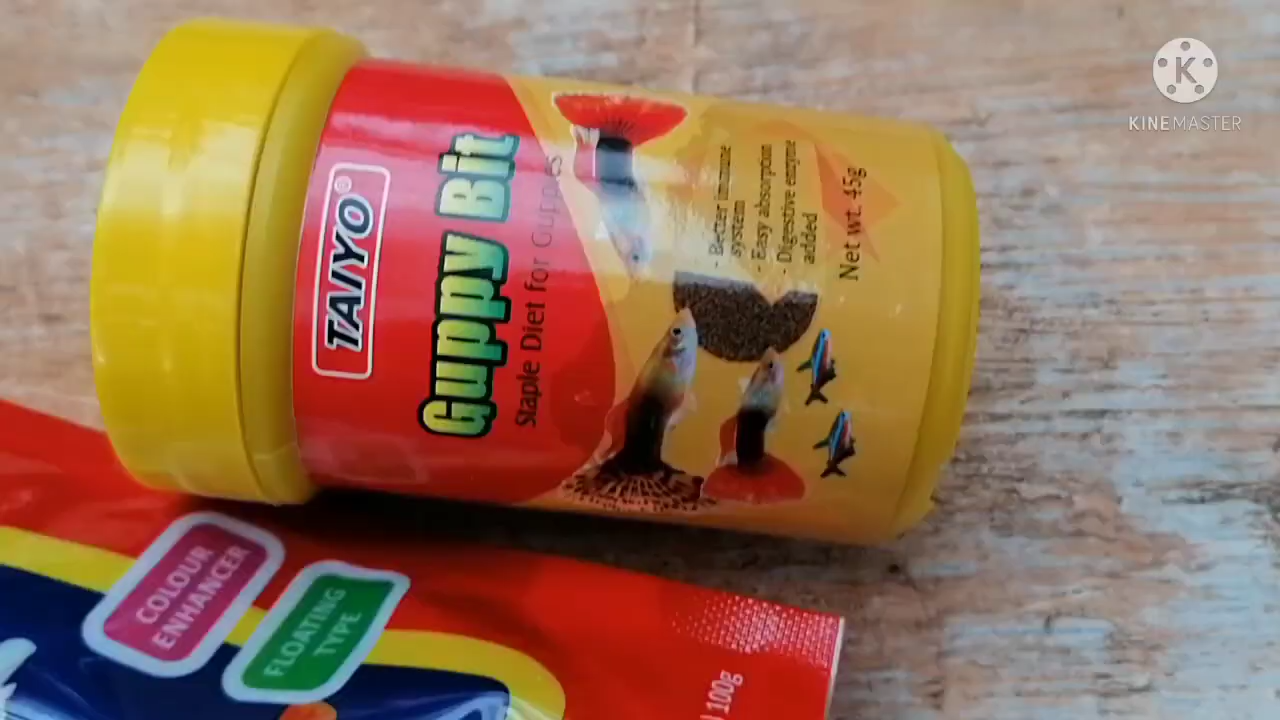 TAIYO®
Guppy Bit
Staple Diet for Guppies
- Better immune
system
- Easy absorption
- Digestive enzyme
added
Net wt. 45g
COLOUR
ENHANCER
FLOATING
TYPE
100g
K
KINEMASTER